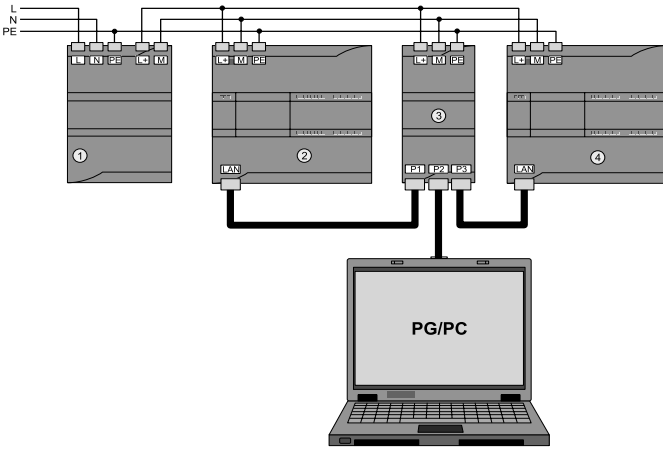 L
N
PE
L N PE L+ M
L+ M PE
L+ M PE
L+ M PE
1
2
3
4
LAN
P1 P2 P3
LAN
PG/PC